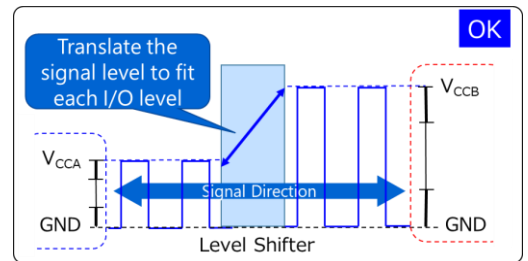 OK
Translate the
signal level to fit
each I/O level
VCCB
VCCA
Signal Direction
GND
GND
Level Shifter